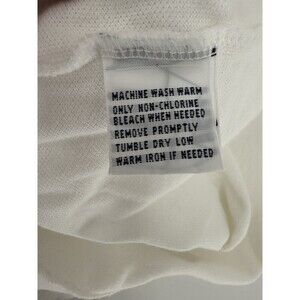 MACHINE WASH WARM
ONLY NON-CHLORINE
BLEACH WHEN NEEDED
REMOVE PROMPTLY
TUMBLE DRY LOW
WARM IRON IF NEEDED